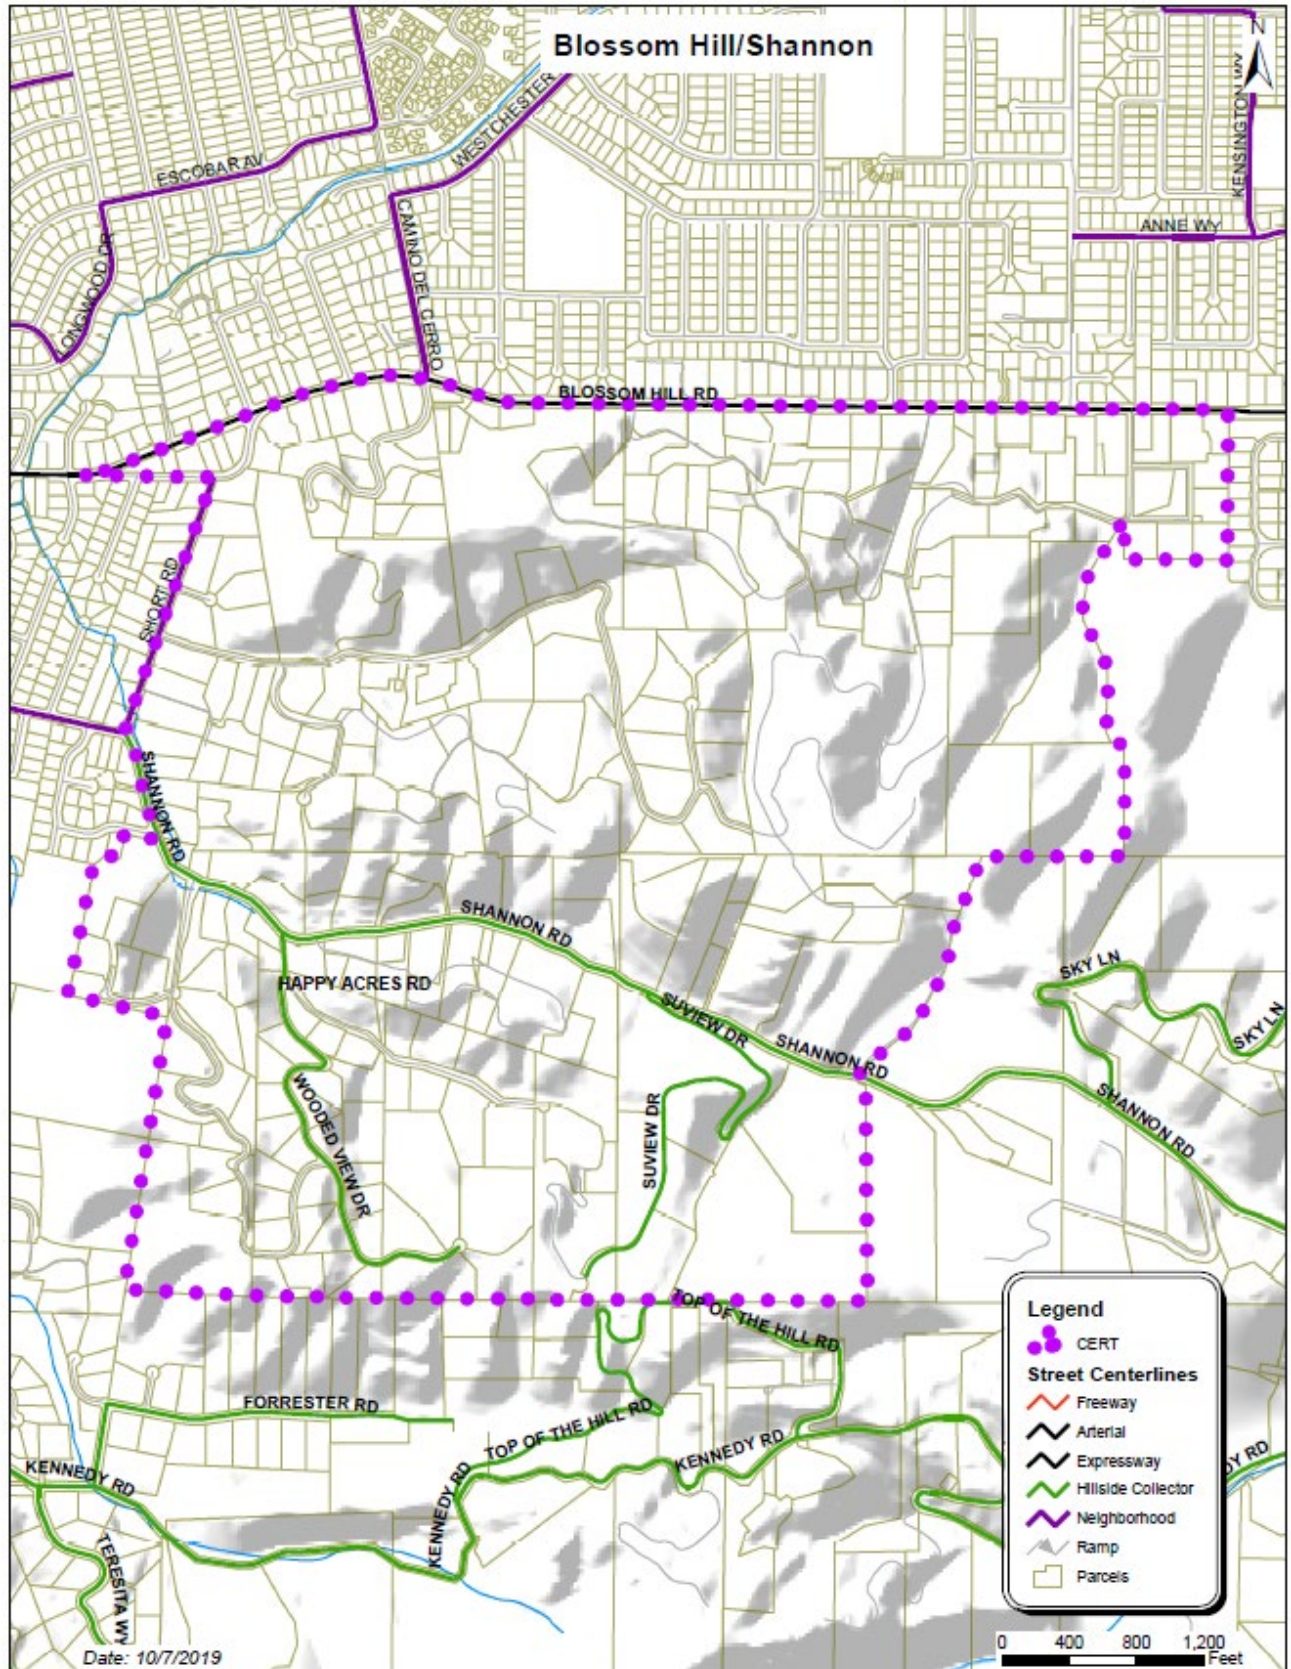 Blossom Hill/Shannon
N
WESTCHESTER
KENSINGTON WY
ESCOBAR AV
ANNE WY
LONGWOOD DR
CAMINO DEL CERRO
BLOSSOM HILL RD
SHORT RD
SHANNON RD
SHANNON RD
SKY LN
HAPPY ACRES RD
SUVIEW DR
SKY LN
SHANNON RD
WOODED VIEW DR
SUVIEW DR
SHANNON RD
TOP OF THE HILL RD
FORRESTER RD
TOP OF THE HILL RD
KENNEDY RD
KENNEDY RD
KENNEDY RD
DY RD
TERESITA WY
Legend
CERT
Street Centerlines
Freeway
Arterial
Expressway
Hillside Collector
Neighborhood
Ramp
Parcels
0 400 800 1,200
Feet
Date: 10/7/2019